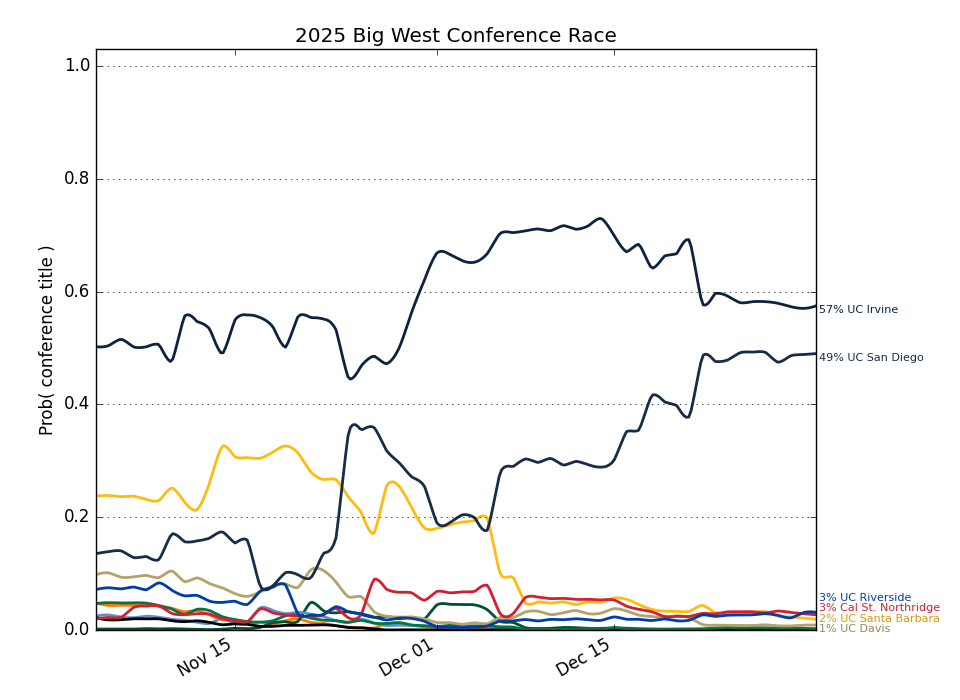 2025 Big West Conference Race
Prob( conference title )
1.0
0.8
0.6
0.4
0.2
0.0
Nov 15
Dec 01
Dec 15
57% UC Irvine
49% UC San Diego
3% UC Riverside
3% Cal St. Northridge
2% UC Santa Barbara
1% UC Davis